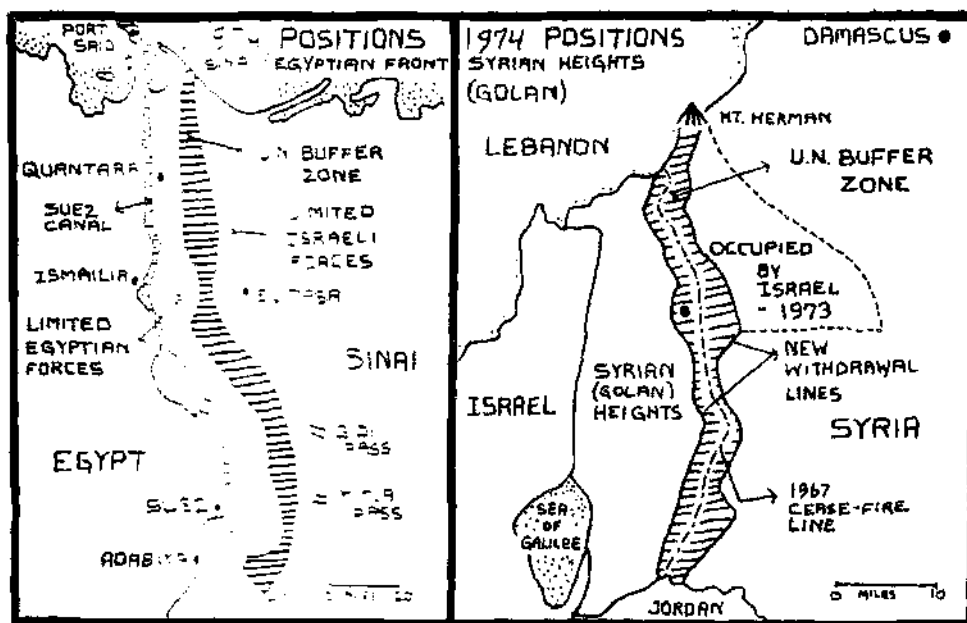 PORT
SAID
POSITIONS
EGYPTIAN FRONT
QUANTARA
BUFFER
ZONE
SUEZ
CANAL
ISRAELI
FORCES
ISMAILIA
LIMITED
EGYPTIAN
FORCES
SINAI
EGYPT
PASS
SUEZ
PASS
1974 POSITIONS
SYRIAN HEIGHTS
(GOLAN)
DAMASCUS
MT. HERMAN
LEBANON
U.N. BUFFER
ZONE
OCCUPIED
BY
ISRAEL
- 1973
NEW
WITHDRAWAL
LINES
SYRIAN
(GOLAN)
HEIGHTS
ISRAEL
SYRIA
1967
CEASE-FIRE
LINE
SEA
OF
GALILEE
JORDAN
0 MILES 10